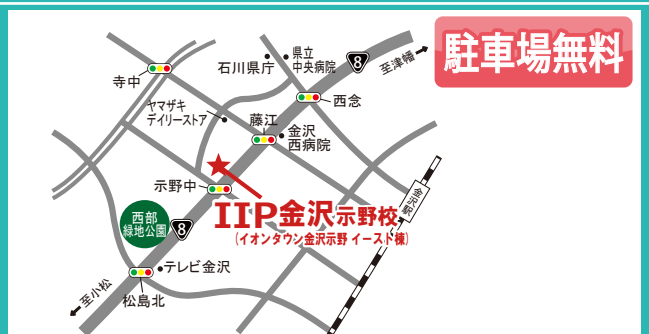 駐車場無料
8
至津幡
県立
中央病院
石川県庁
寺中
西念
ヤマザキ
デイリーストア
藤江
金沢
西病院
示野中
金沢駅
IIP金沢示野校
(イオンタウン金沢示野 イースト棟)
西部
緑地公園
8
テレビ金沢
至小松
松島北